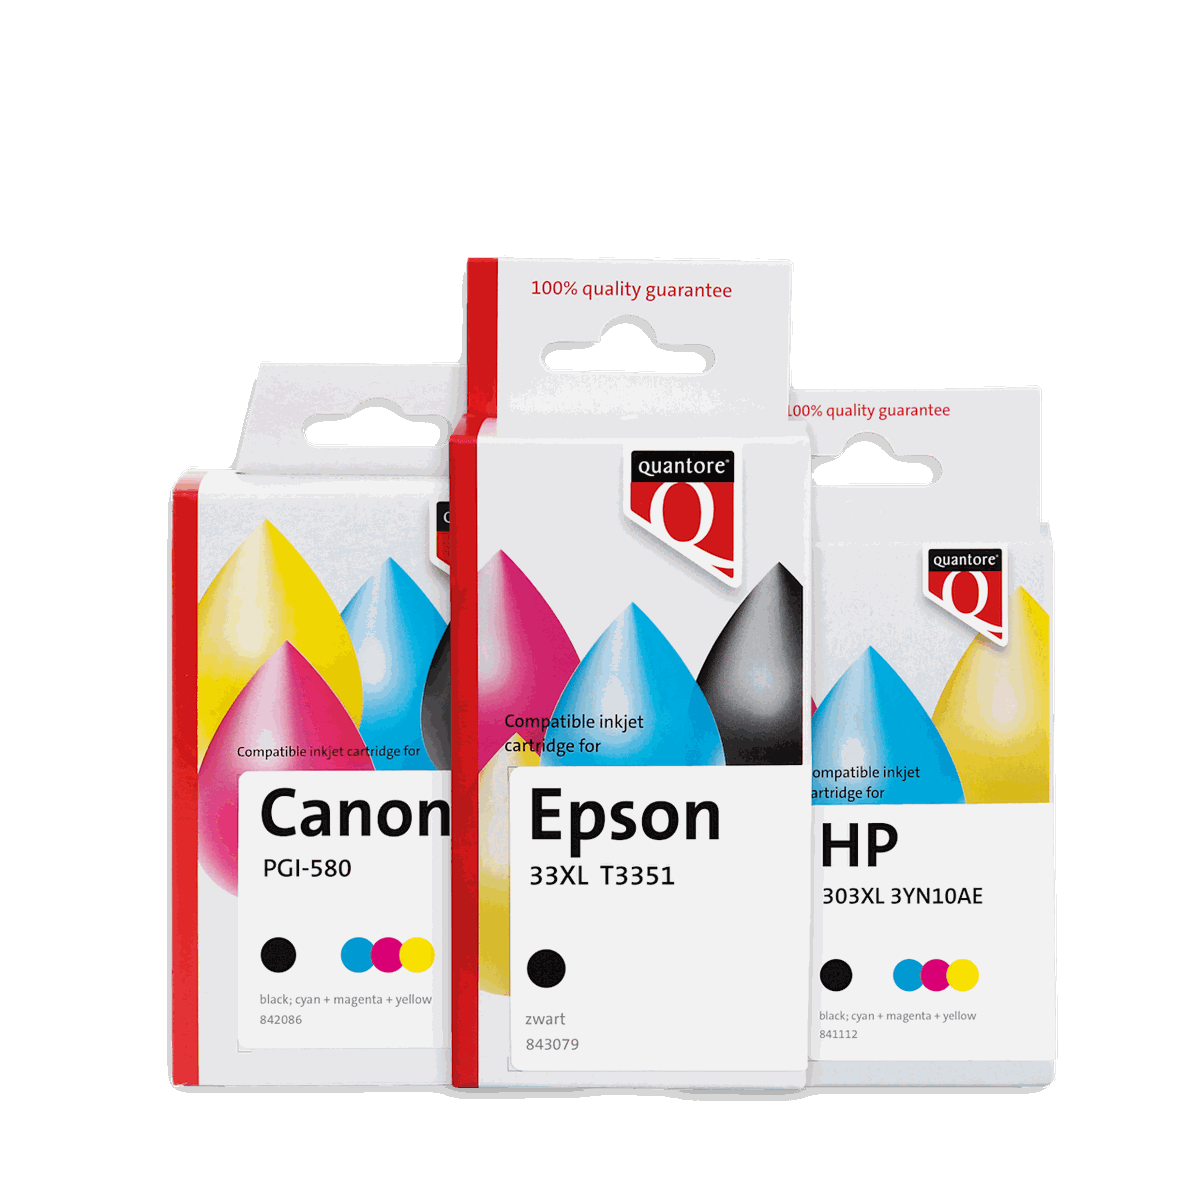 100% quality guarantee
quantore
Compatible inkjet
cartridge for
Epson
33XL T3351
zwart
843079
Compatible inkjet cartridge for
Canon
PGI-580
black; cyan + magenta + yellow
842086
100% quality guarantee
quantore
ompatible inkjet
artridge for
HP
303XL 3YN10AE
black; cyan + magenta + yellow
841112